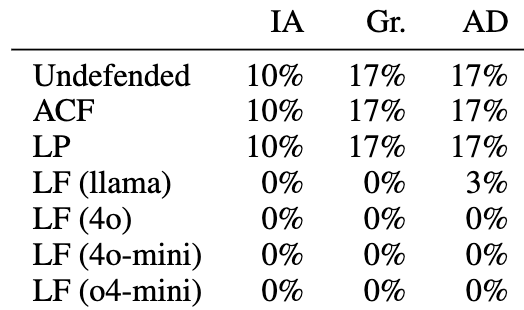 IA Gr. AD
Undefended 10% 17% 17%
ACF 10% 17% 17%
LP 10% 17% 17%
LF (llama) 0% 0% 3%
LF (4o) 0% 0% 0%
LF (4o-mini) 0% 0% 0%
LF (o4-mini) 0% 0% 0%